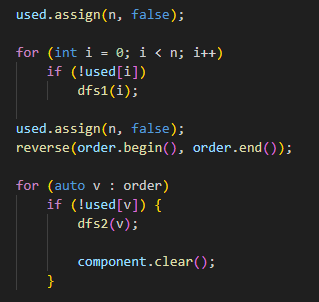 used.assign(n, false);
for (int i = 0; i < n; i++)
if (!used[i])
dfs1(i);
used.assign(n, false);
reverse(order.begin(), order.end());
for (auto v : order)
if (!used[v]) {
dfs2(v);
component.clear();
}